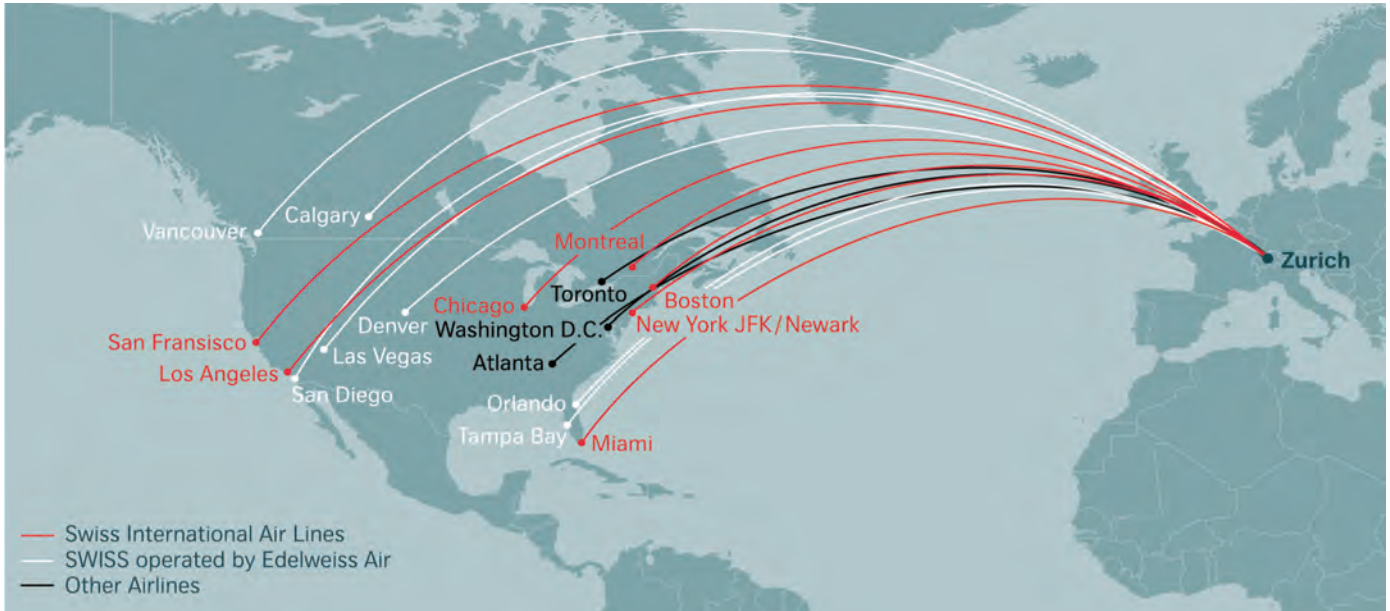 Vancouver
Calgary
Montreal
Zurich
Toronto
Boston
Chicago
Denver
Washington D.C.
New York JFK/Newark
San Fransisco
Las Vegas
Los Angeles
Atlanta
San Diego
Orlando
Tampa Bay
Miami
Swiss International Air Lines
SWISS operated by Edelweiss Air
Other Airlines